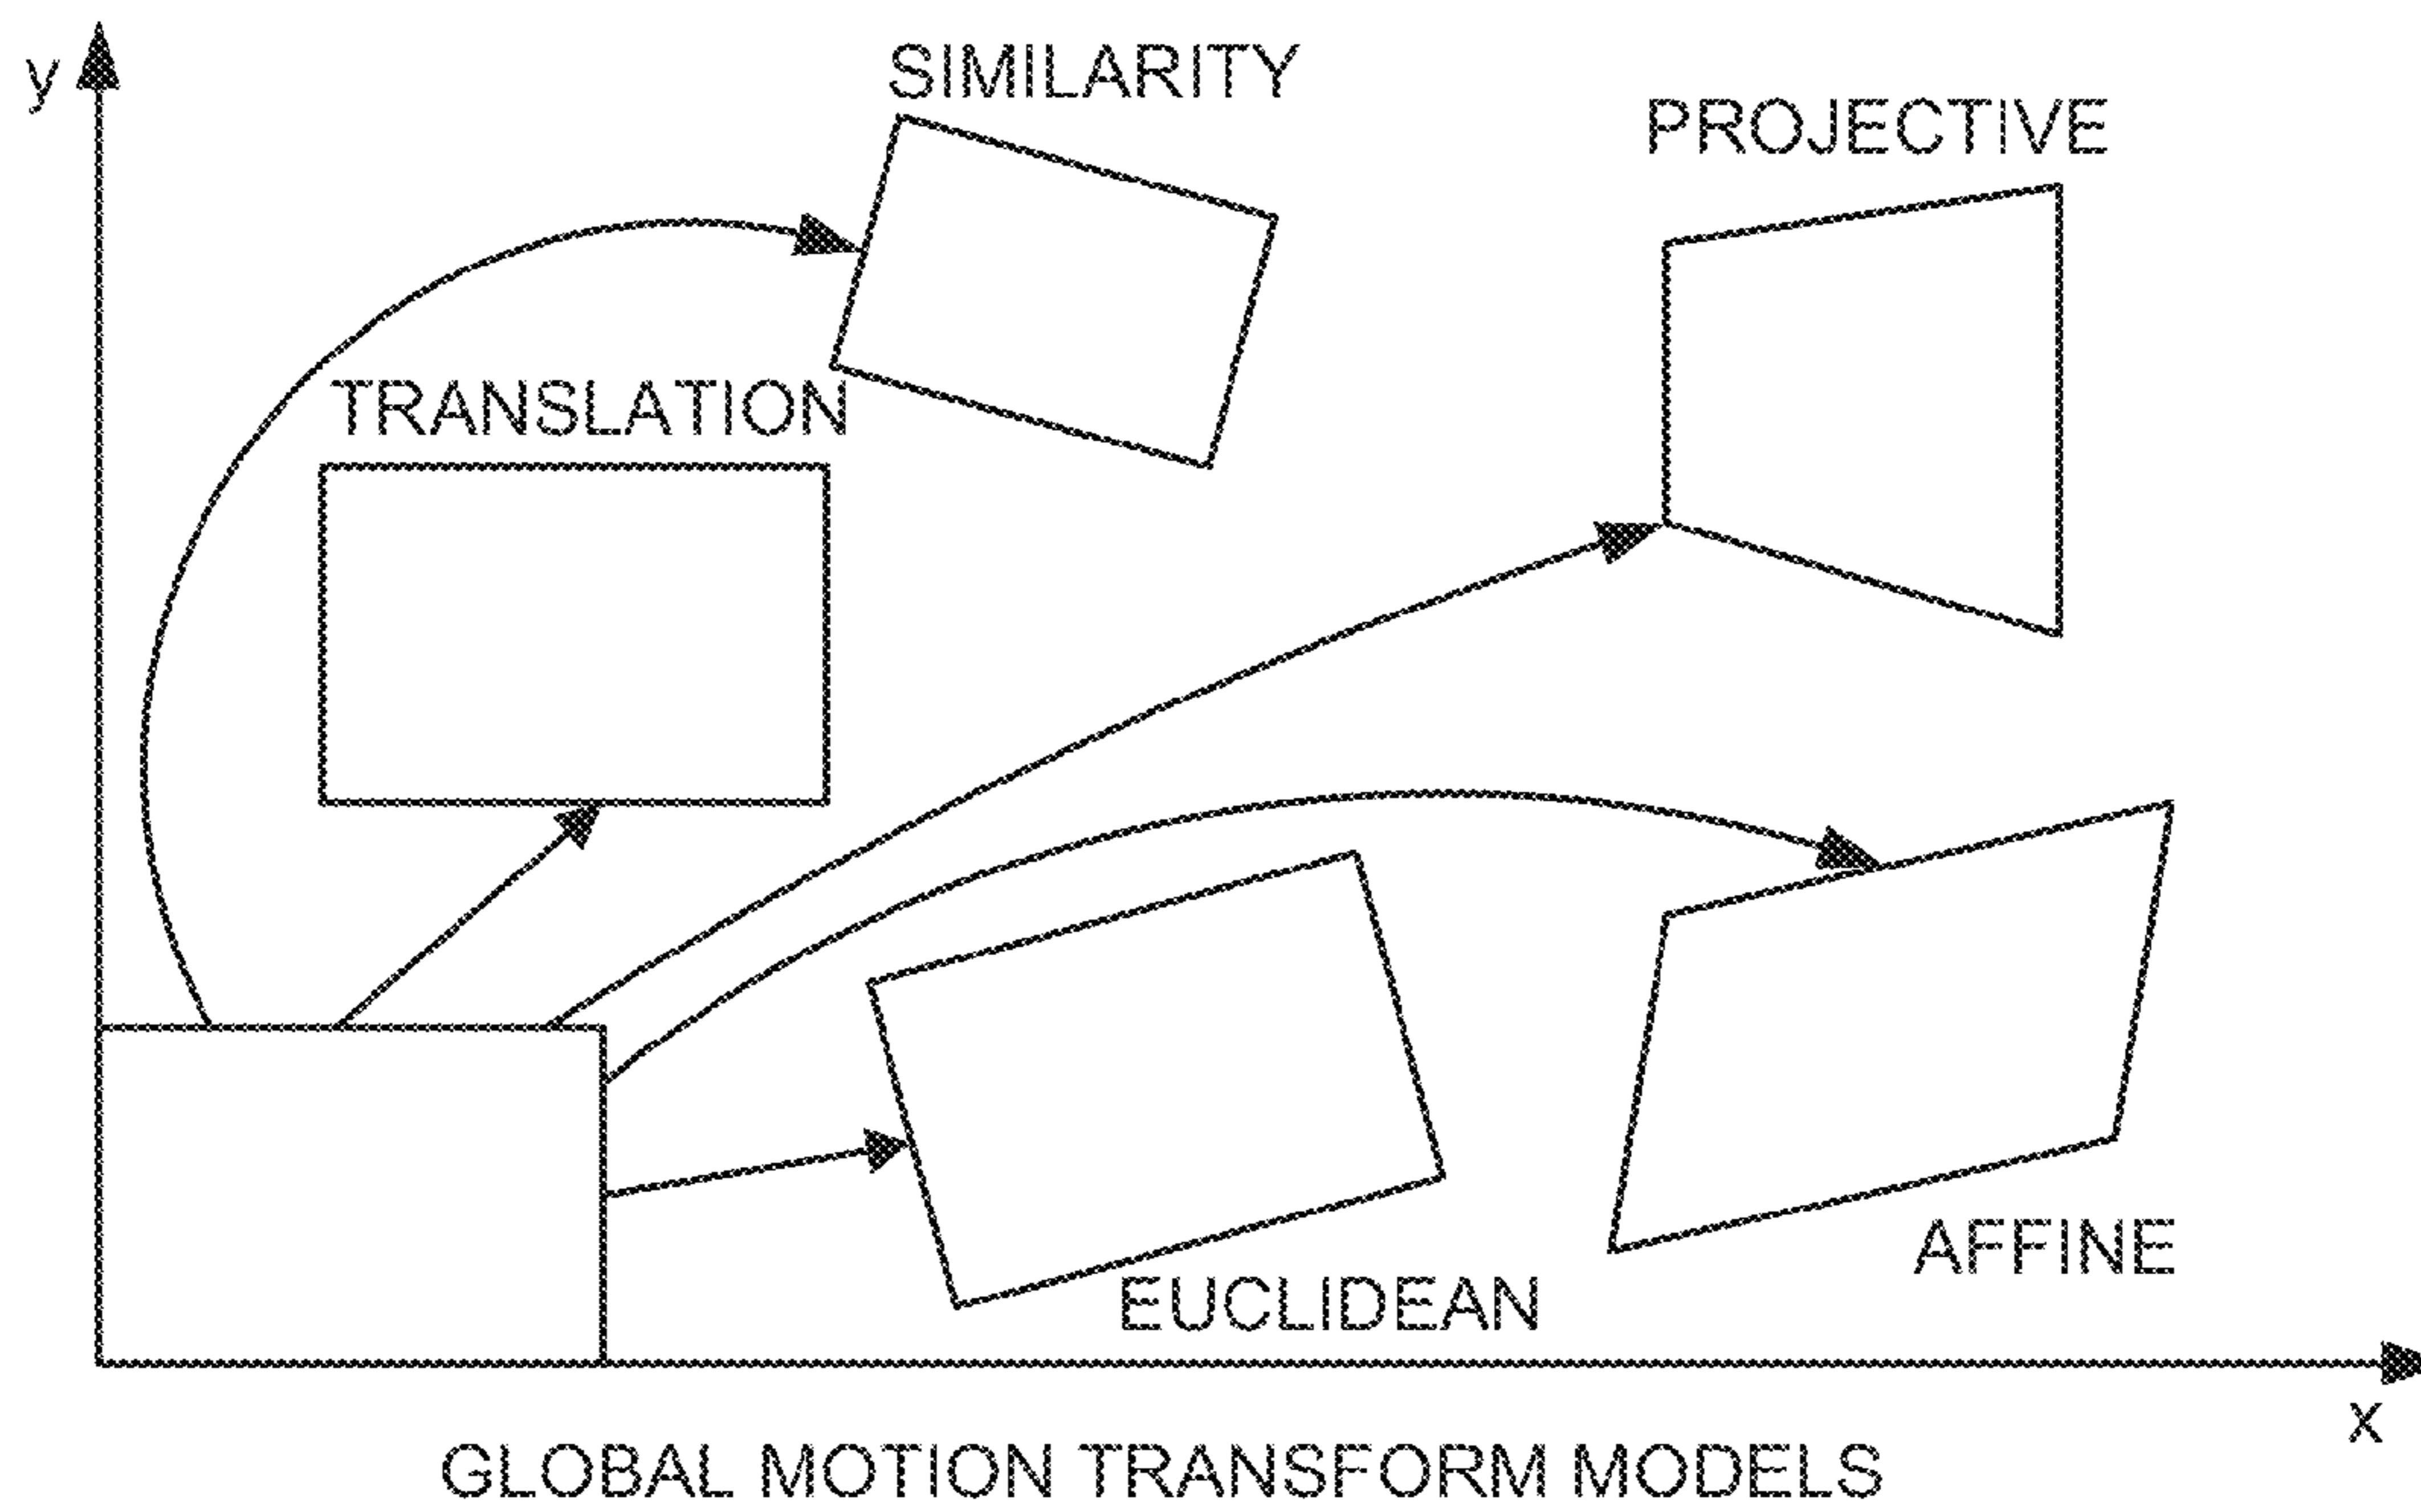 y
SIMILARITY
PROJECTIVE
TRANSLATION
AFFINE
EUCLIDEAN
x
GLOBAL MOTION TRANSFORM MODELS